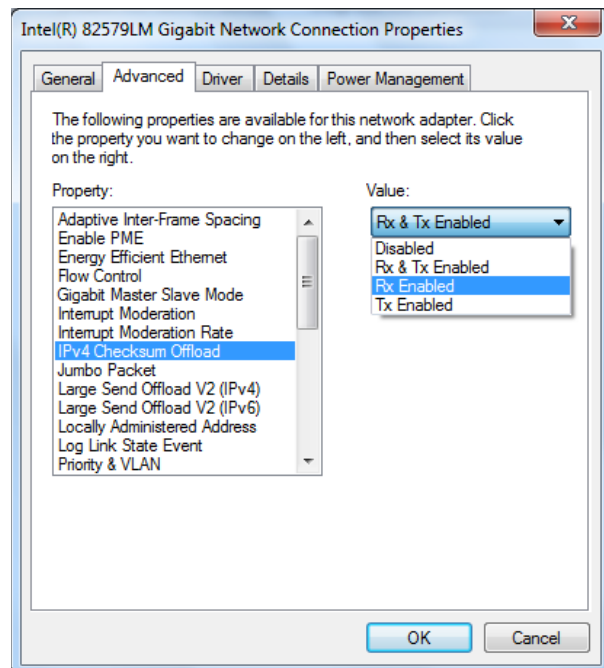 Intel(R) 82579LM Gigabit Network Connection Properties
General Advanced Driver Details Power Management
The following properties are available for this network adapter. Click
the property you want to change on the left, and then select its value
on the right.
Property:
Adaptive Inter-Frame Spacing
Enable PME
Energy Efficient Ethernet
Flow Control
Gigabit Master Slave Mode
Interrupt Moderation
Interrupt Moderation Rate
IPv4 Checksum Offload
Jumbo Packet
Large Send Offload V2 (IPv4)
Large Send Offload V2 (IPv6)
Locally Administered Address
Log Link State Event
Priority & VLAN
Value:
Rx & Tx Enabled
Disabled
Rx & Tx Enabled
Rx Enabled
Tx Enabled
OK Cancel